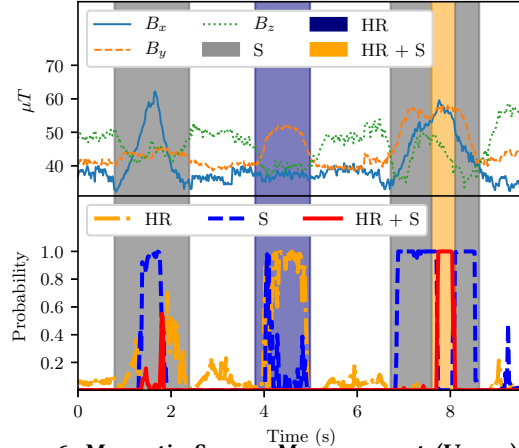 B_x B_z HR
B_y S HR + S
μT
70
60
50
40
HR S HR + S
Probability
1.0
0.8
0.6
0.4
0.2
0 2 4 6 8
Time (s)